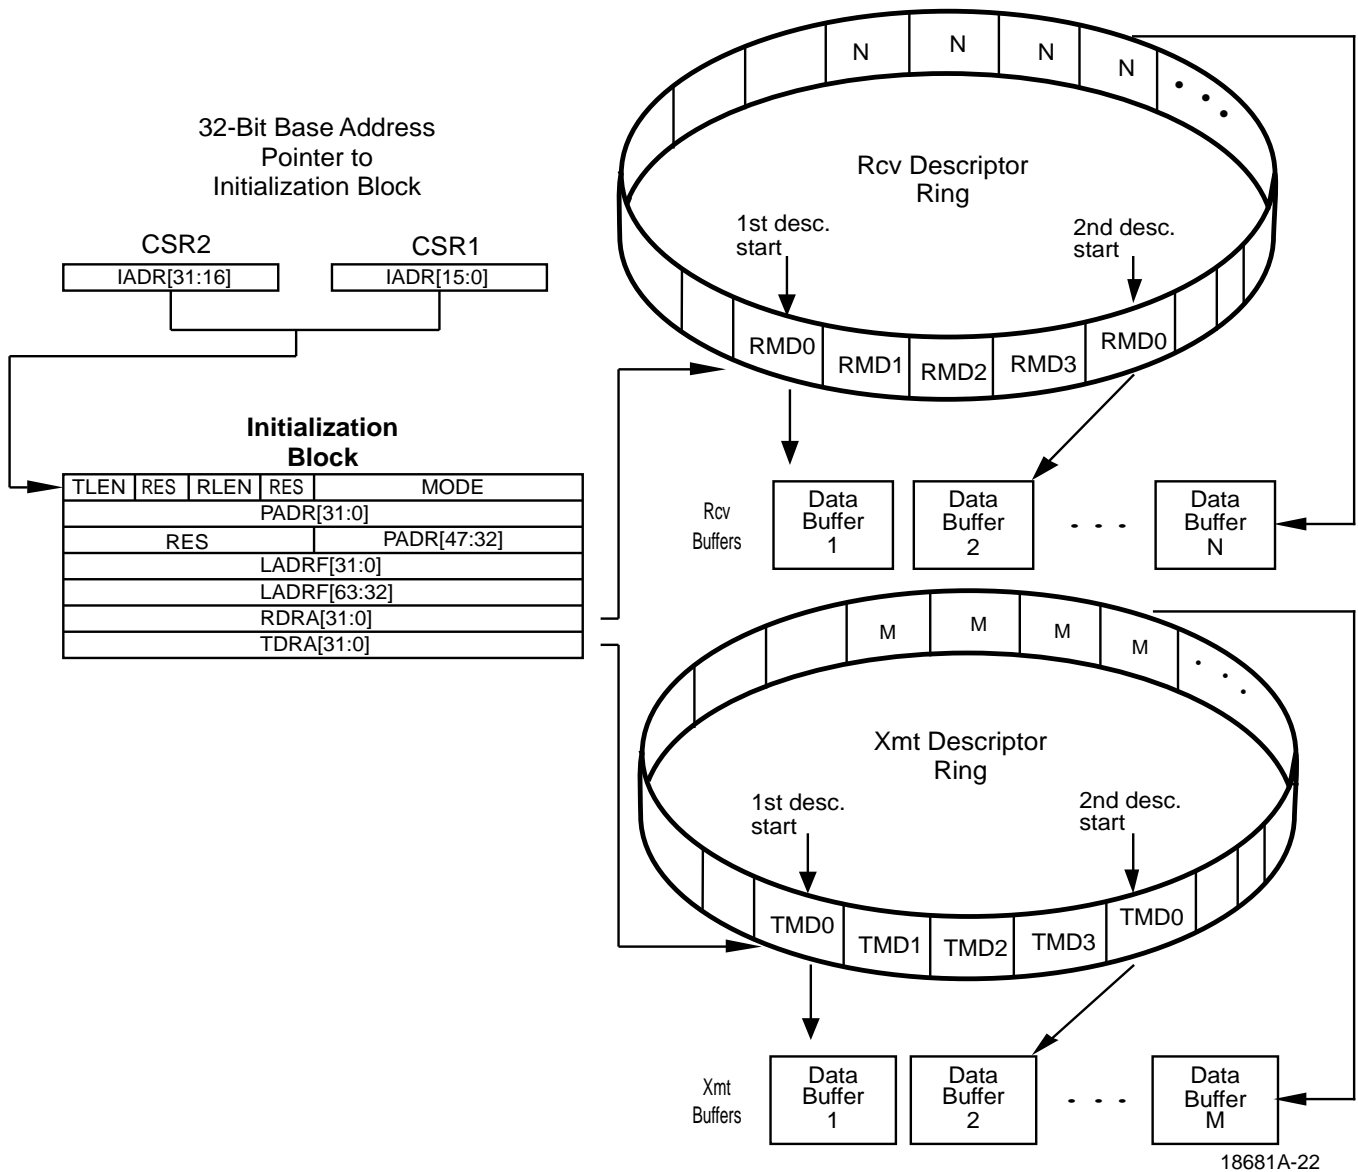 N N N N
32-Bit Base Address
Pointer to
Initialization Block
Rcv Descriptor
Ring
1st desc.
start
2nd desc.
start
CSR2 CSR1
IADR[31:16] IADR[15:0]
RMD0 RMD1 RMD2 RMD3 RMD0
Initialization
Block
TLEN RES RLEN RES MODE
PADR[31:0]
RES PADR[47:32]
LADRF[31:0]
LADRF[63:32]
RDRA[31:0]
TDRA[31:0]
Rcv
Buffers
Data
Buffer
1
Data
Buffer
2
. . .
Data
Buffer
N
M M M M
Xmt Descriptor
Ring
1st desc.
start
2nd desc.
start
TMD0 TMD1 TMD2 TMD3 TMD0
Xmt
Buffers
Data
Buffer
1
Data
Buffer
2
. . .
Data
Buffer
M
18681A-22